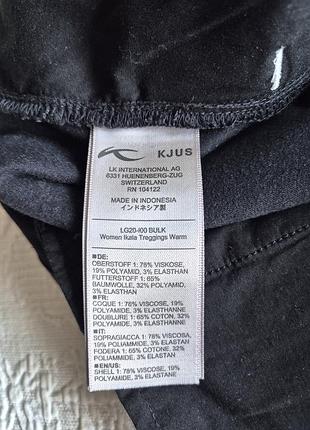 KJUS
LK INTERNATIONAL AG
6331 HUENENBERG-ZUG
SWITZERLAND
RN 104122
MADE IN INDONESIA
インドネシア製
LG20-I00 BULK
Women Ikala Treggings Warm
■ DE:
OBERSTOFF 1: 78% VISKOSE,
19% POLYAMID, 3% ELASTAN
FUTTERSTOFF 1: 65%
BAUMWOLLE, 32% POLYAMID,
3% ELASTHAN
■ FR:
COQUE 1: 78% VISCOSE, 19%
POLYAMIDE, 3% ELASTHANNE
DOUBLURE 1: 65% COTON, 32%
POLYAMIDE, 3% ELASTHANNE
■ IT:
SOPRAGIACCA 1: 78% VISCOSA,
19% POLIAMMIDE, 3% ELASTAN
FODERA 1: 65% COTONE, 32%
POLIAMMIDE, 3% ELASTAN
■ EN/US:
SHELL 1: 78% VISCOSE, 19%
POLYAMIDE, 3% ELASTANE